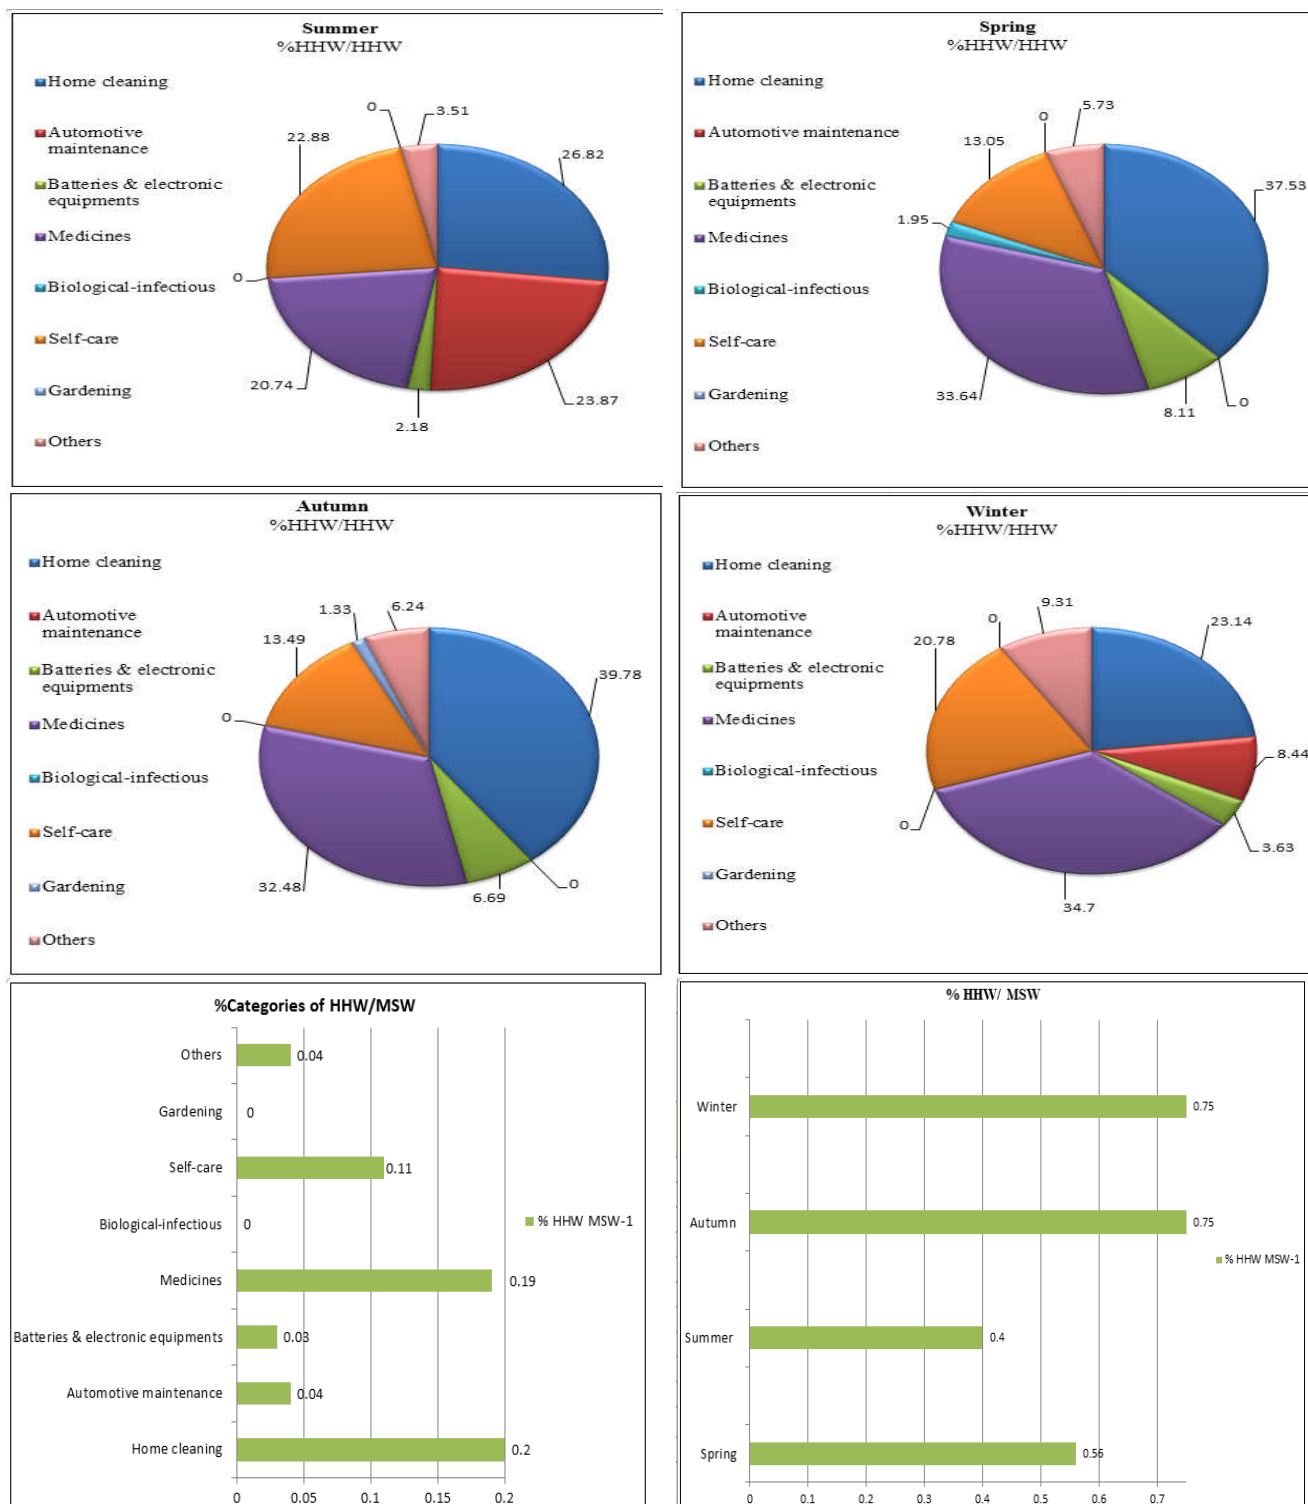 Summer
%HHW/HHW
Home cleaning
Automotive
maintenance
Batteries & electronic
equipments
Medicines
Biological-infectious
Self-care
Gardening
Others
0
3.51
22.88
26.82
0
20.74
2.18
23.87
Spring
%HHW/HHW
Home cleaning
Automotive maintenance
Batteries & electronic
equipments
Medicines
Biological-infectious
Self-care
Gardening
Others
0
5.73
13.05
37.53
1.95
33.64
8.11
0
Autumn
%HHW/HHW
Home cleaning
Automotive
maintenance
Batteries & electronic
equipments
Medicines
Biological-infectious
Self-care
Gardening
Others
1.33
6.24
13.49
39.78
0
32.48
6.69
0
Winter
%HHW/HHW
Home cleaning
Automotive
maintenance
Batteries & electronic
equipments
Medicines
Biological-infectious
Self-care
Gardening
Others
0
9.31
20.78
23.14
8.44
0
3.63
34.7
%Categories of HHW/MSW
Others 0.04
Gardening 0
Self-care 0.11
Biological-infectious 0
% HHW MSW-1
Medicines 0.19
Batteries & electronic equipments 0.03
Automotive maintenance 0.04
Home cleaning 0.2
0 0.05 0.1 0.15 0.2
% HHW/ MSW
Winter 0.75
Autumn 0.75
% HHW MSW-1
Summer 0.4
Spring 0.56
0 0.1 0.2 0.3 0.4 0.5 0.6 0.7